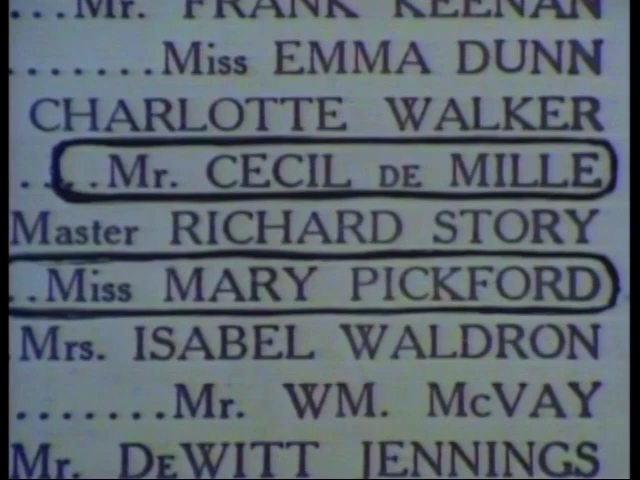 ...Mr. FRANK KEENAN
.......Miss EMMA DUNN
CHARLOTTE WALKER
....Mr. CECIL DE MILLE
Master RICHARD STORY
..Miss MARY PICKFORD
.Mrs. ISABEL WALDRON
.......Mr. WM. McVAY
Mr. DEWITT JENNINGS